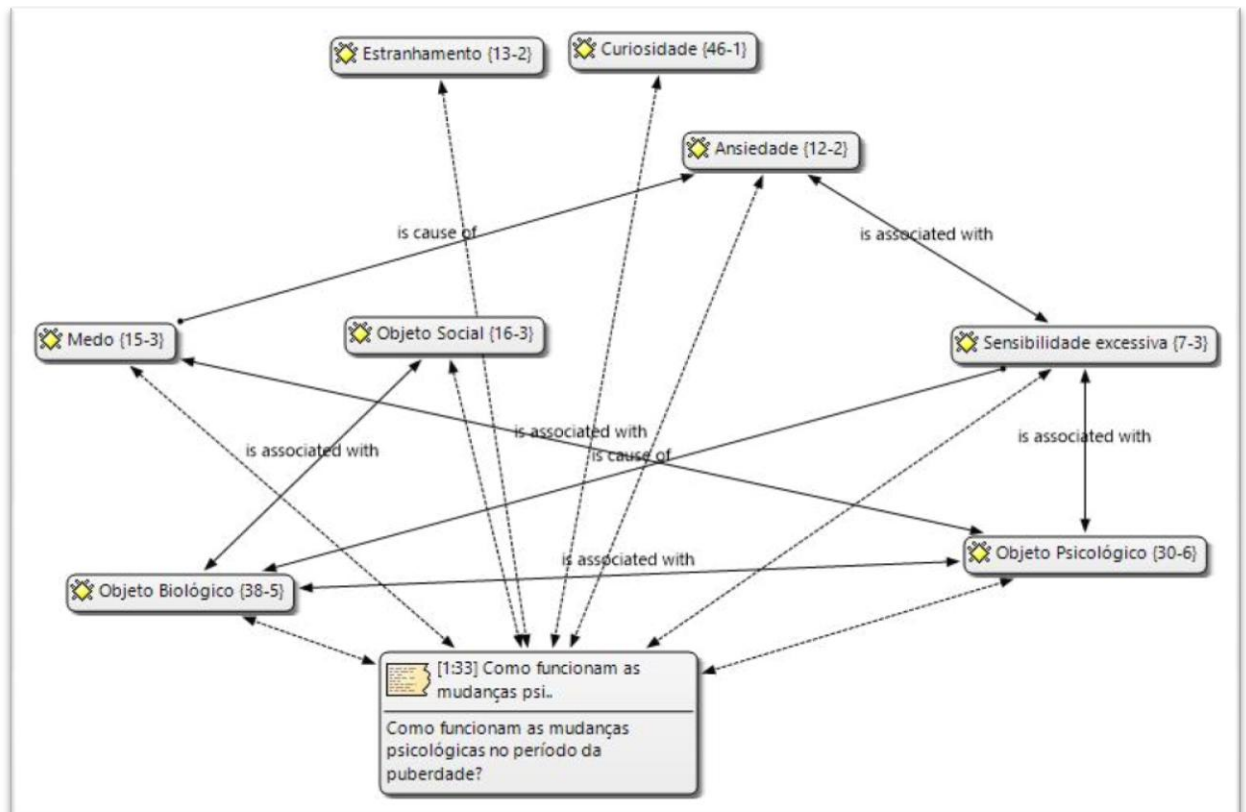 Estranhamento {13-2}
Curiosidade {46-1}
Ansiedade {12-2}
is cause of
is associated with
Medo {15-3}
Objeto Social {16-3}
Sensibilidade excessiva {7-3}
is associated with
is associated with
is cause of
is associated with
is associated with
Objeto Psicológico {30-6}
Objeto Biológico {38-5}
[1:33] Como funcionam as
mudanças psi..
Como funcionam as mudanças
psicológicas no período da
puberdade?